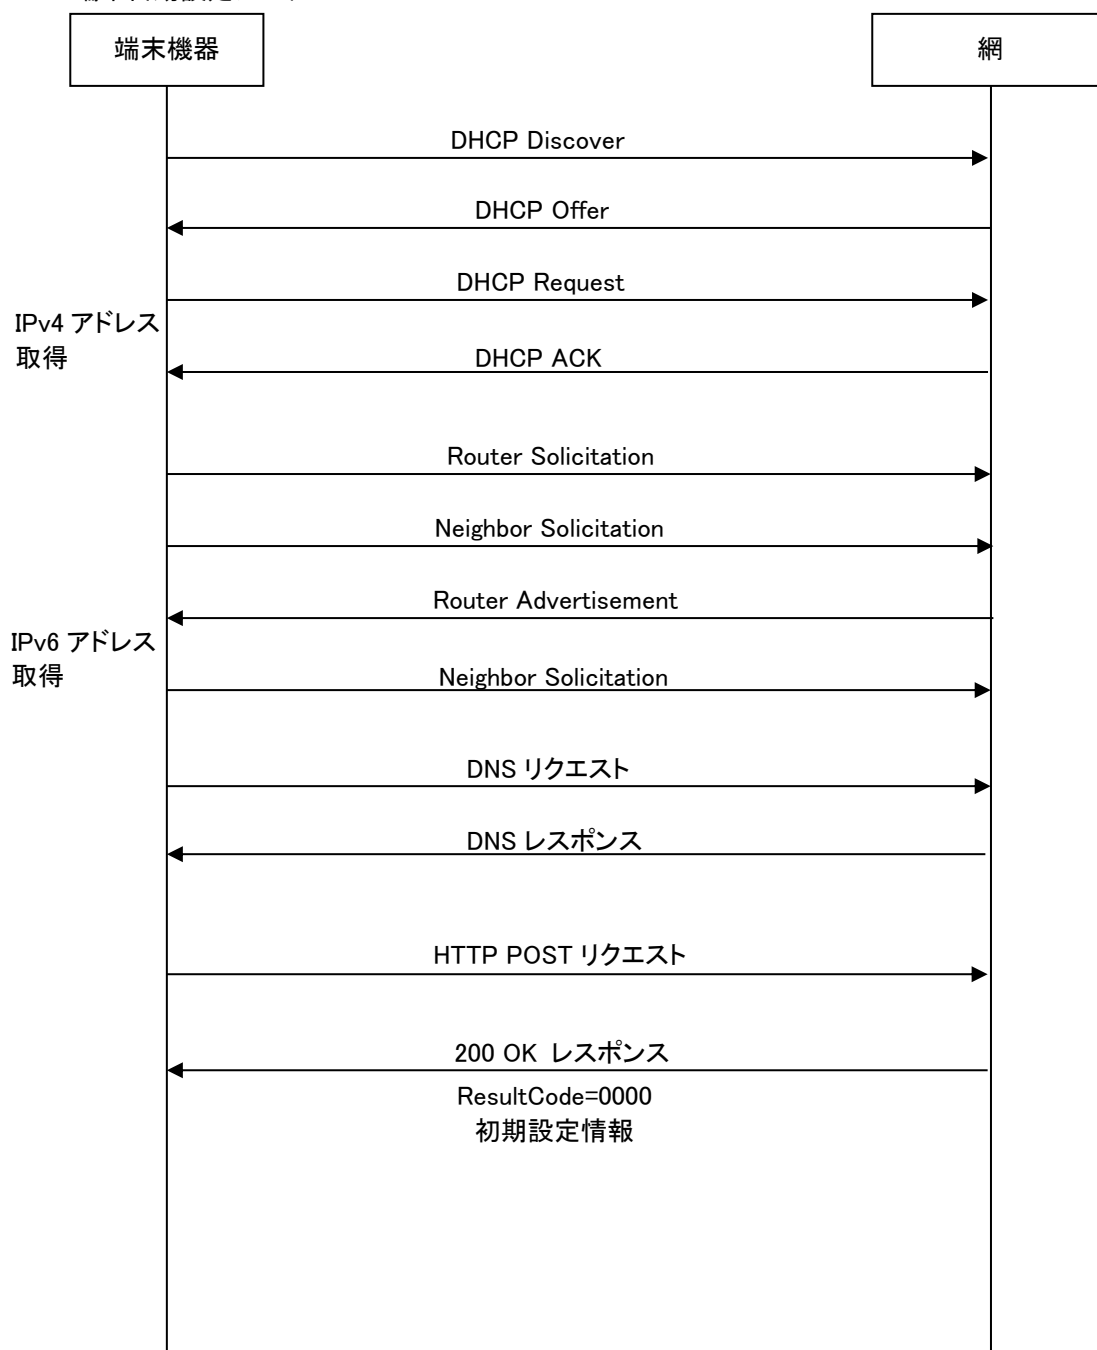 端末機器
網
DHCP Discover
DHCP Offer
DHCP Request
IPv4 アドレス
取得
DHCP ACK
Router Solicitation
Neighbor Solicitation
Router Advertisement
IPv6 アドレス
取得
Neighbor Solicitation
DNS リクエスト
DNS レスポンス
HTTP POST リクエスト
200 OK レスポンス
ResultCode=0000
初期設定情報